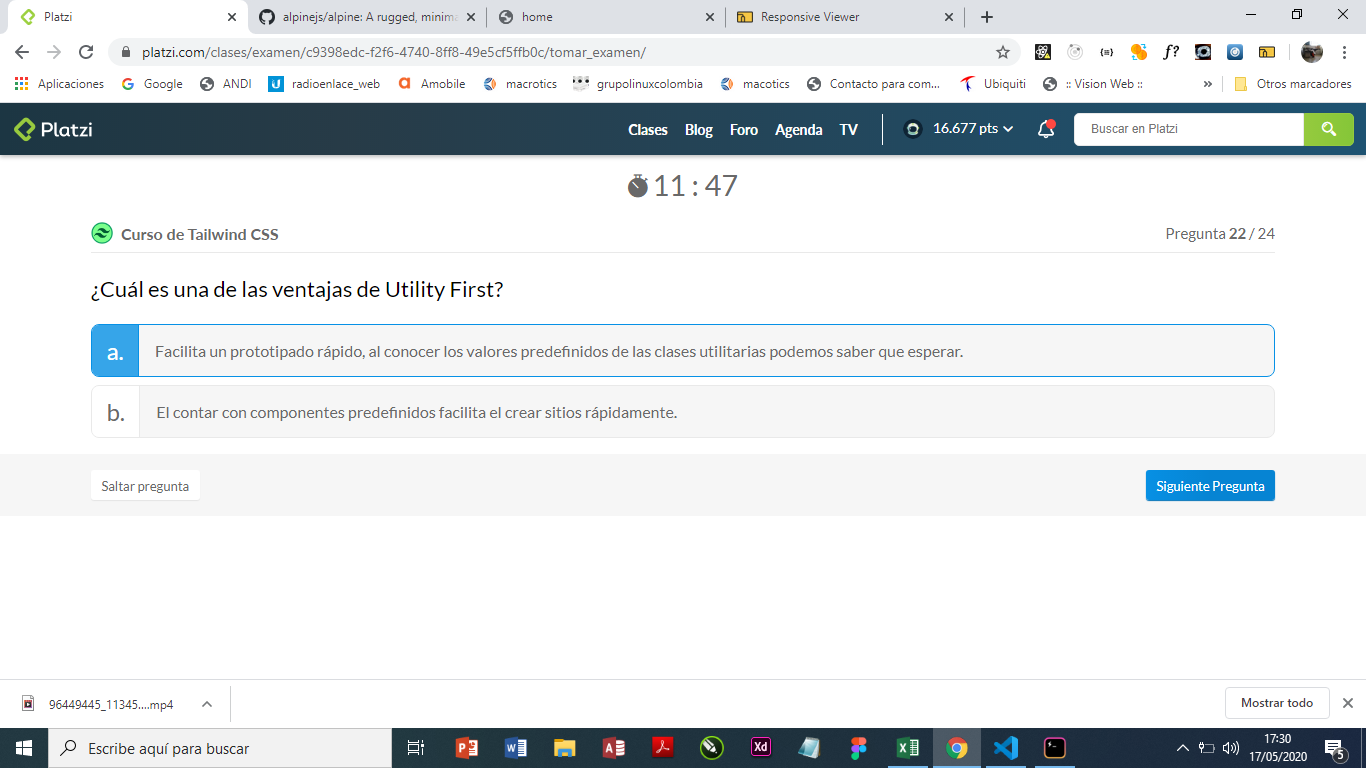 Platzi
alpinejs/alpine: A rugged, minima
home
Responsive Viewer
platzi.com/clases/examen/c9398edc-f2f6-4740-8ff8-49e5cf5ffb0c/tomar_examen/
Aplicaciones
Google
ANDI
radioenlace_web
Amobile
macrotics
grupolinuxcolombia
macotics
Contacto para com...
Ubiquiti
:: Vision Web ::
»
Otros marcadores
Platzi
Clases
Blog
Foro
Agenda
TV
16.677 pts
Buscar en Platzi
11 : 47
Curso de Tailwind CSS
Pregunta 22 / 24
¿Cuál es una de las ventajas de Utility First?
a. Facilita un prototipado rápido, al conocer los valores predefinidos de las clases utilitarias podemos saber que esperar.
b. El contar con componentes predefinidos facilita el crear sitios rápidamente.
Saltar pregunta
Siguiente Pregunta
96449445_11345....mp4
Mostrar todo
Escribe aquí para buscar
17:30
17/05/2020
5